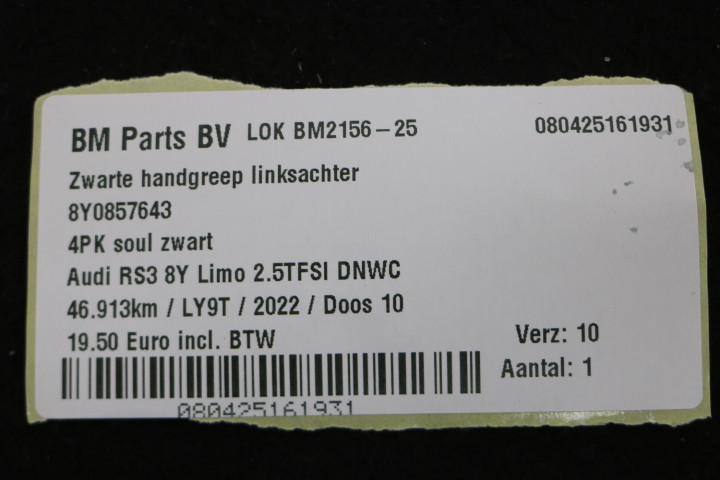 BM Parts BV LOK BM2156-25 080425161931
Zwarte handgreep linksachter
8Y0857643
4PK soul zwart
Audi RS3 8Y Limo 2.5TFSI DNWC
46.913km / LY9T / 2022 / Doos 10
19.50 Euro incl. BTW Verz: 10
Aantal: 1
080425161931